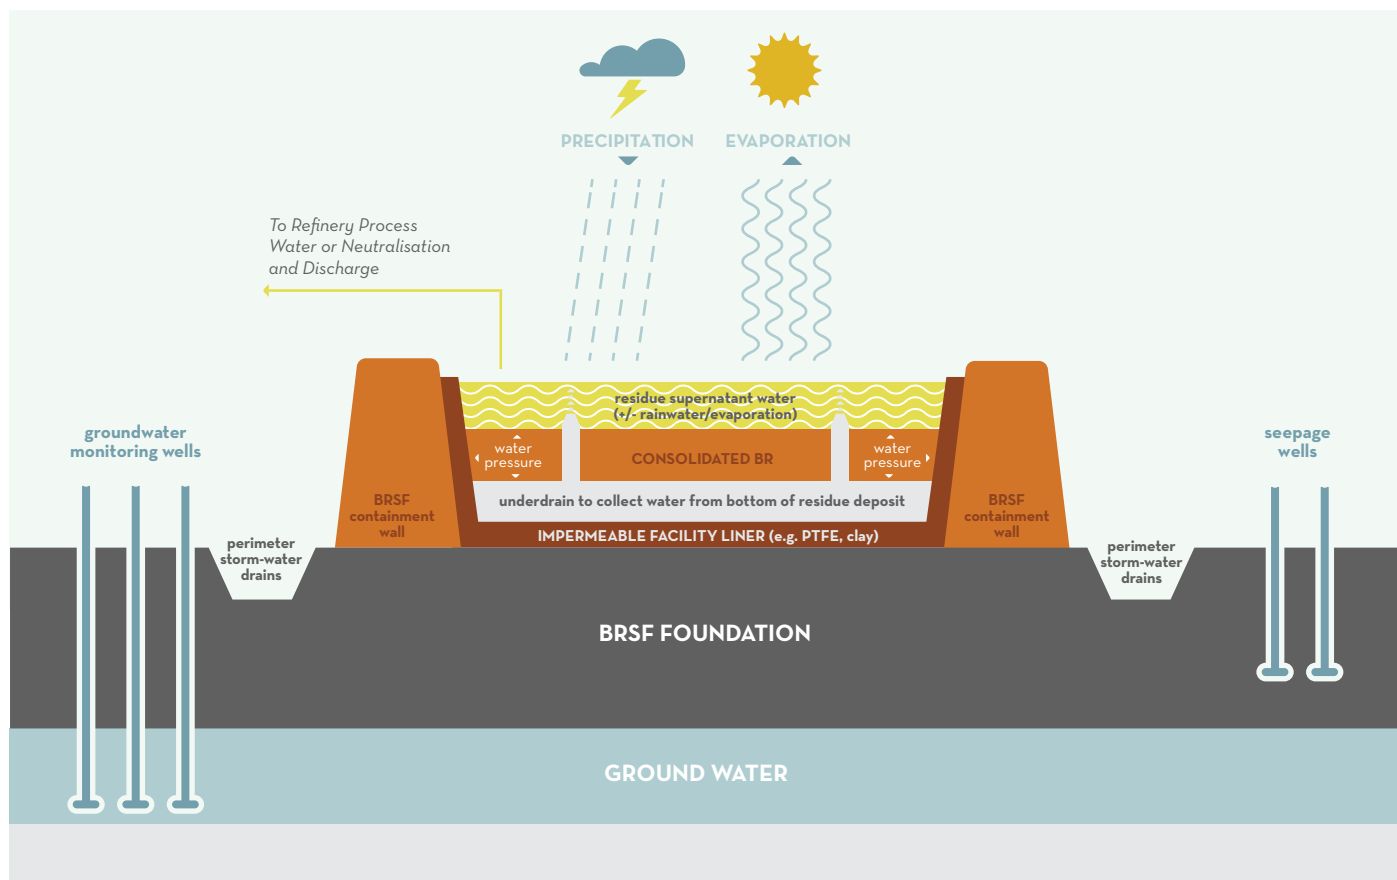 PRECIPITATION
EVAPORATION
To Refinery Process
Water or Neutralisation
and Discharge
residue supernatant water
(+/- rainwater/evaporation)
groundwater
monitoring wells
seepage
wells
water
pressure
CONSOLIDATED BR
water
pressure
underdrain to collect water from bottom of residue deposit
BRSF
containment
wall
BRSF
containment
wall
IMPERMEABLE FACILITY LINER (e.g. PTFE, clay)
perimeter
storm-water
drains
perimeter
storm-water
drains
BRSF FOUNDATION
GROUND WATER